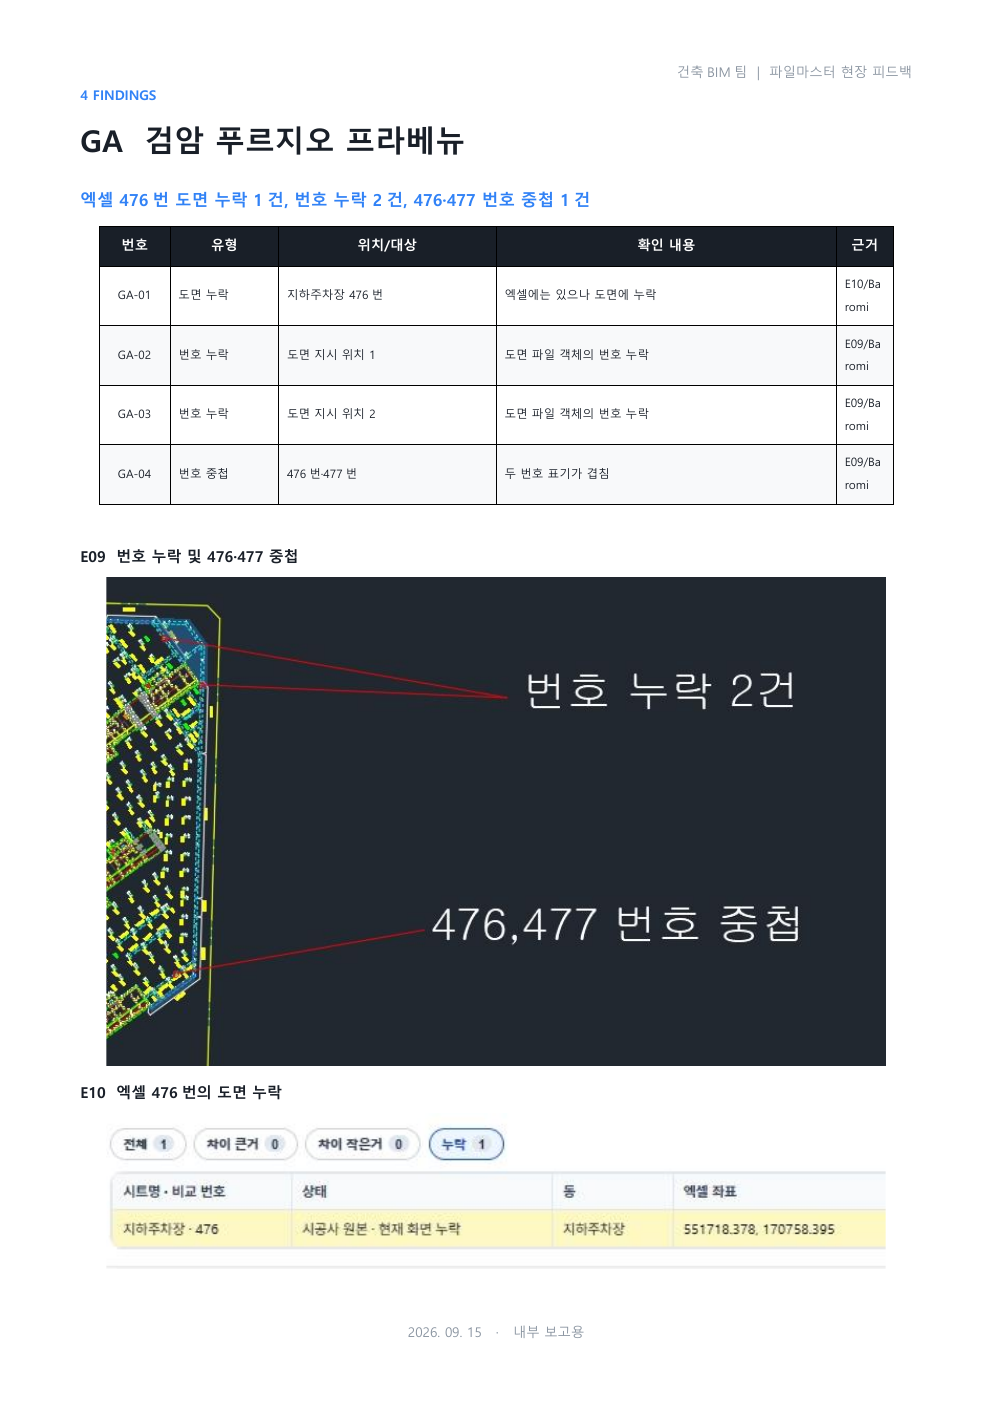 건축 BIM 팀 | 파일마스터 현장 피드백
4 FINDINGS
GA 검암 푸르지오 프라베뉴
엑셀 476 번 도면 누락 1 건, 번호 누락 2 건, 476·477 번호 중첩 1 건
번호 유형 위치/대상 확인 내용 근거
GA-01 도면 누락 지하주차장 476 번 엑셀에는 있으나 도면에 누락 E10/Ba
romi
GA-02 번호 누락 도면 지시 위치 1 도면 파일 객체의 번호 누락 E09/Ba
romi
GA-03 번호 누락 도면 지시 위치 2 도면 파일 객체의 번호 누락 E09/Ba
romi
GA-04 번호 중첩 476 번·477 번 두 번호 표기가 겹침 E09/Ba
romi
E09 번호 누락 및 476·477 중첩
번호 누락 2건
476,477 번호 중첩
E10 엑셀 476 번의 도면 누락
전체 1 차이 큰거 0 차이 작은거 0 누락 1
시트명 · 비교 번호 상태 동 엑셀 좌표
지하주차장 · 476 시공사 원본 · 현재 화면 누락 지하주차장 551718.378, 170758.395
2026. 09. 15 · 내부 보고용